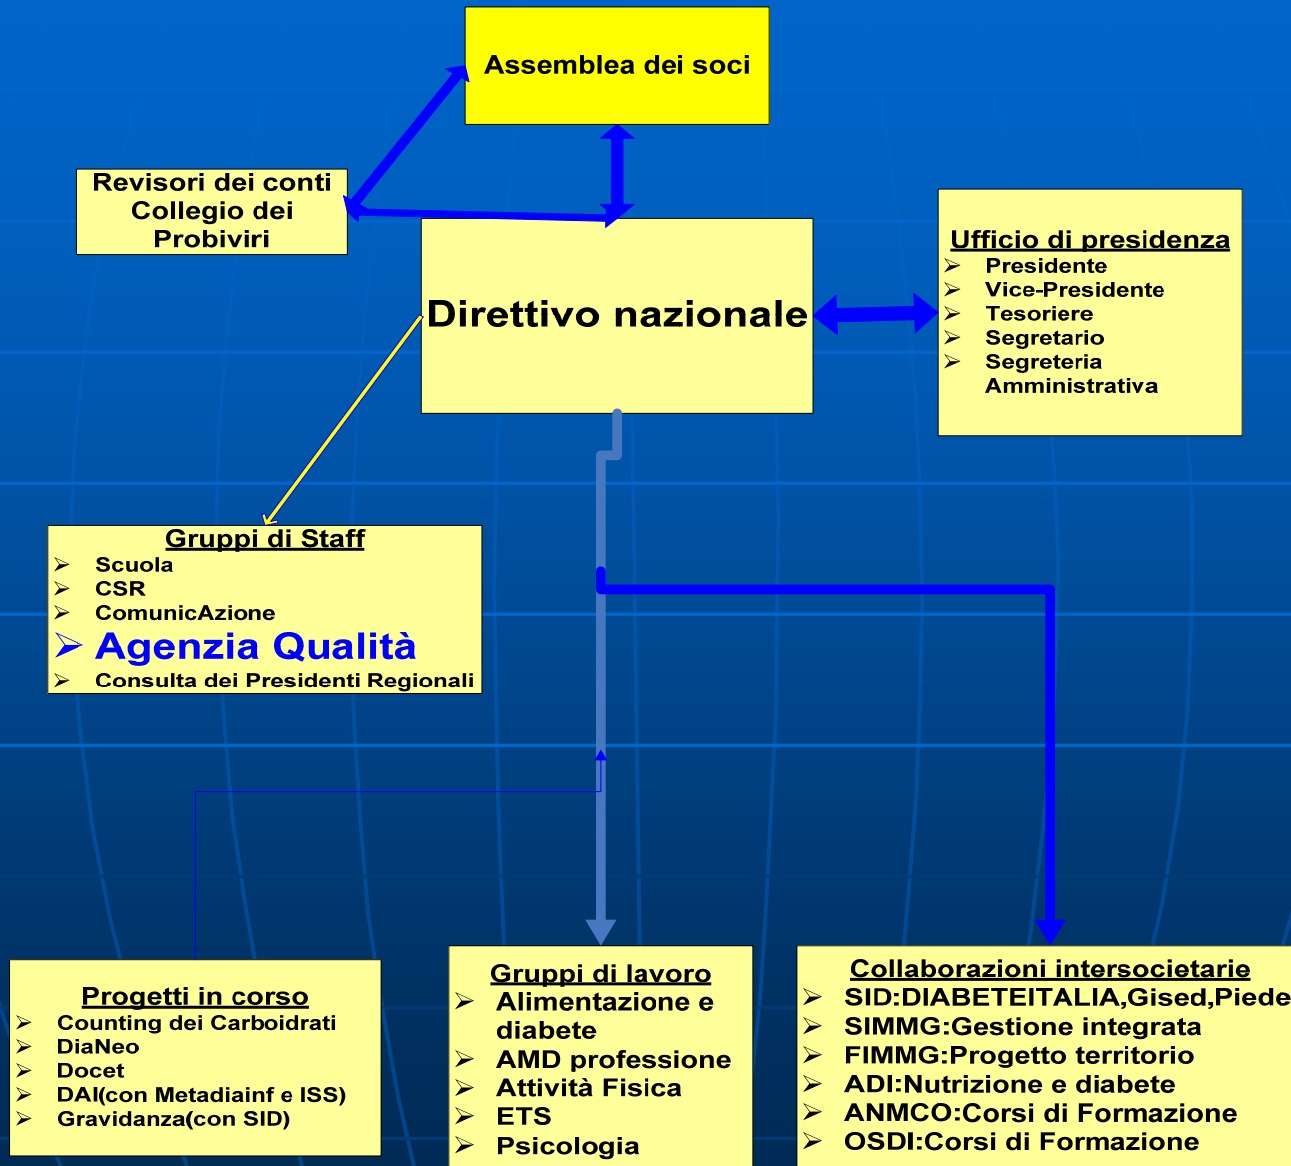 Assemblea dei soci
Revisori dei conti
Collegio dei
Probiviri
Direttivo nazionale
Ufficio di presidenza
➢ Presidente
➢ Vice-Presidente
➢ Tesoriere
➢ Segretario
➢ Segreteria
Amministrativa
Gruppi di Staff
➢ Scuola
➢ CSR
➢ ComunicAzione
➢ Agenzia Qualità
➢ Consulta dei Presidenti Regionali
Progetti in corso
➢ Counting dei Carboidrati
➢ DiaNeo
➢ Docet
➢ DAI(con Metadiainf e ISS)
➢ Gravidanza(con SID)
Gruppi di lavoro
➢ Alimentazione e
diabete
➢ AMD professione
➢ Attività Fisica
➢ ETS
➢ Psicologia
Collaborazioni intersocietarie
➢ SID:DIABETEITALIA,Gised,Piede
➢ SIMMG:Gestione integrata
➢ FIMMG:Progetto territorio
➢ ADI:Nutrizione e diabete
➢ ANMCO:Corsi di Formazione
➢ OSDI:Corsi di Formazione